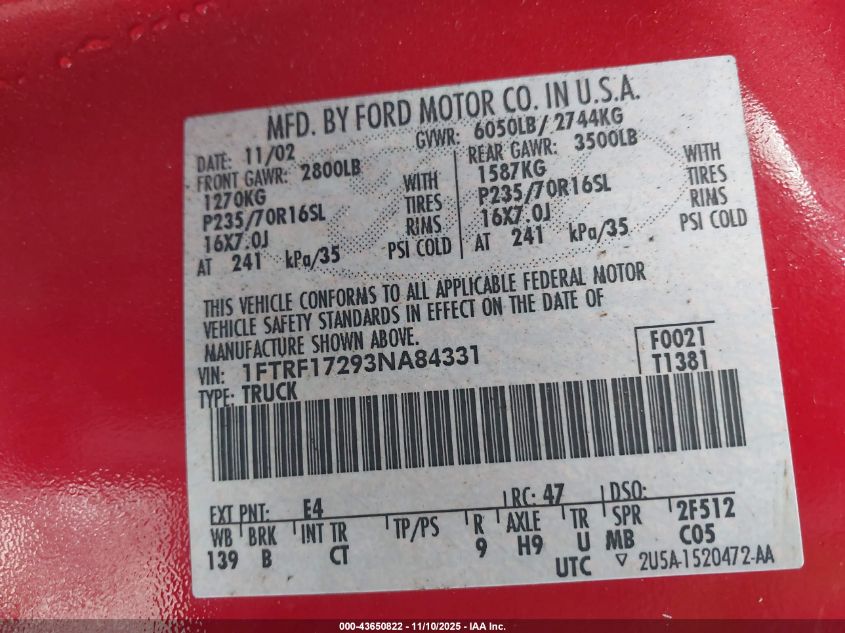 MFD. BY FORD MOTOR CO. IN U.S.A.
DATE: 11/02 GVWR: 6050LB/ 2744KG
FRONT GAWR: 2800LB REAR GAWR: 3500LB
1270KG WITH 1587KG WITH
P235/70R16SL TIRES P235/70R16SL TIRES
16X7.0J RIMS 16X7.0J RIMS
AT 241 kPa/35 PSI COLD AT 241 kPa/35 PSI COLD
THIS VEHICLE CONFORMS TO ALL APPLICABLE FEDERAL MOTOR
VEHICLE SAFETY STANDARDS IN EFFECT ON THE DATE OF
MANUFACTURE SHOWN ABOVE.
VIN: 1FTRF17293NA84331 F0021
TYPE: TRUCK T1381
EXT PNT: E4 RC: 47 DSO:
WB BRK INT TR TP/PS R AXLE TR SPR 2F512
139 B CT 9 H9 U MB C05
UTC ▽ 2U5A-1520472-AA
000-43650822 - 11/10/2025 - IAA Inc.